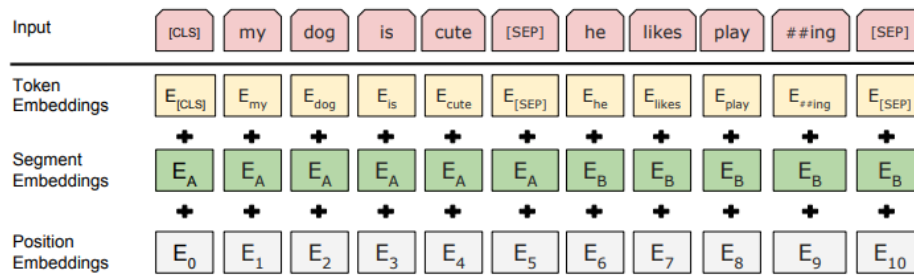 Input [CLS] my dog is cute [SEP] he likes play ##ing [SEP]
Token Embeddings E[CLS] Emy Edog Eis Ecute E[SEP] Ehe Elikes Eplay E##ing E[SEP]
+ + + + + + + + + + +
Segment Embeddings EA EA EA EA EA EA EB EB EB EB EB
+ + + + + + + + + + +
Position Embeddings E0 E1 E2 E3 E4 E5 E6 E7 E8 E9 E10